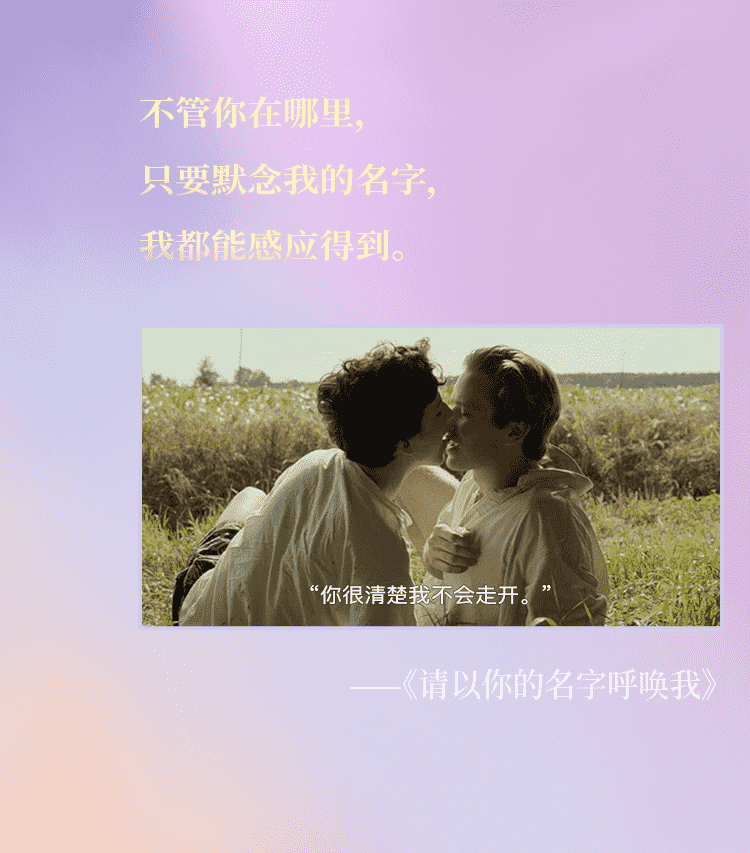 不管你在哪里，
只要默念我的名字，
我都能感应得到。
“你很清楚我不会走开。”
——《请以你的名字呼唤我》